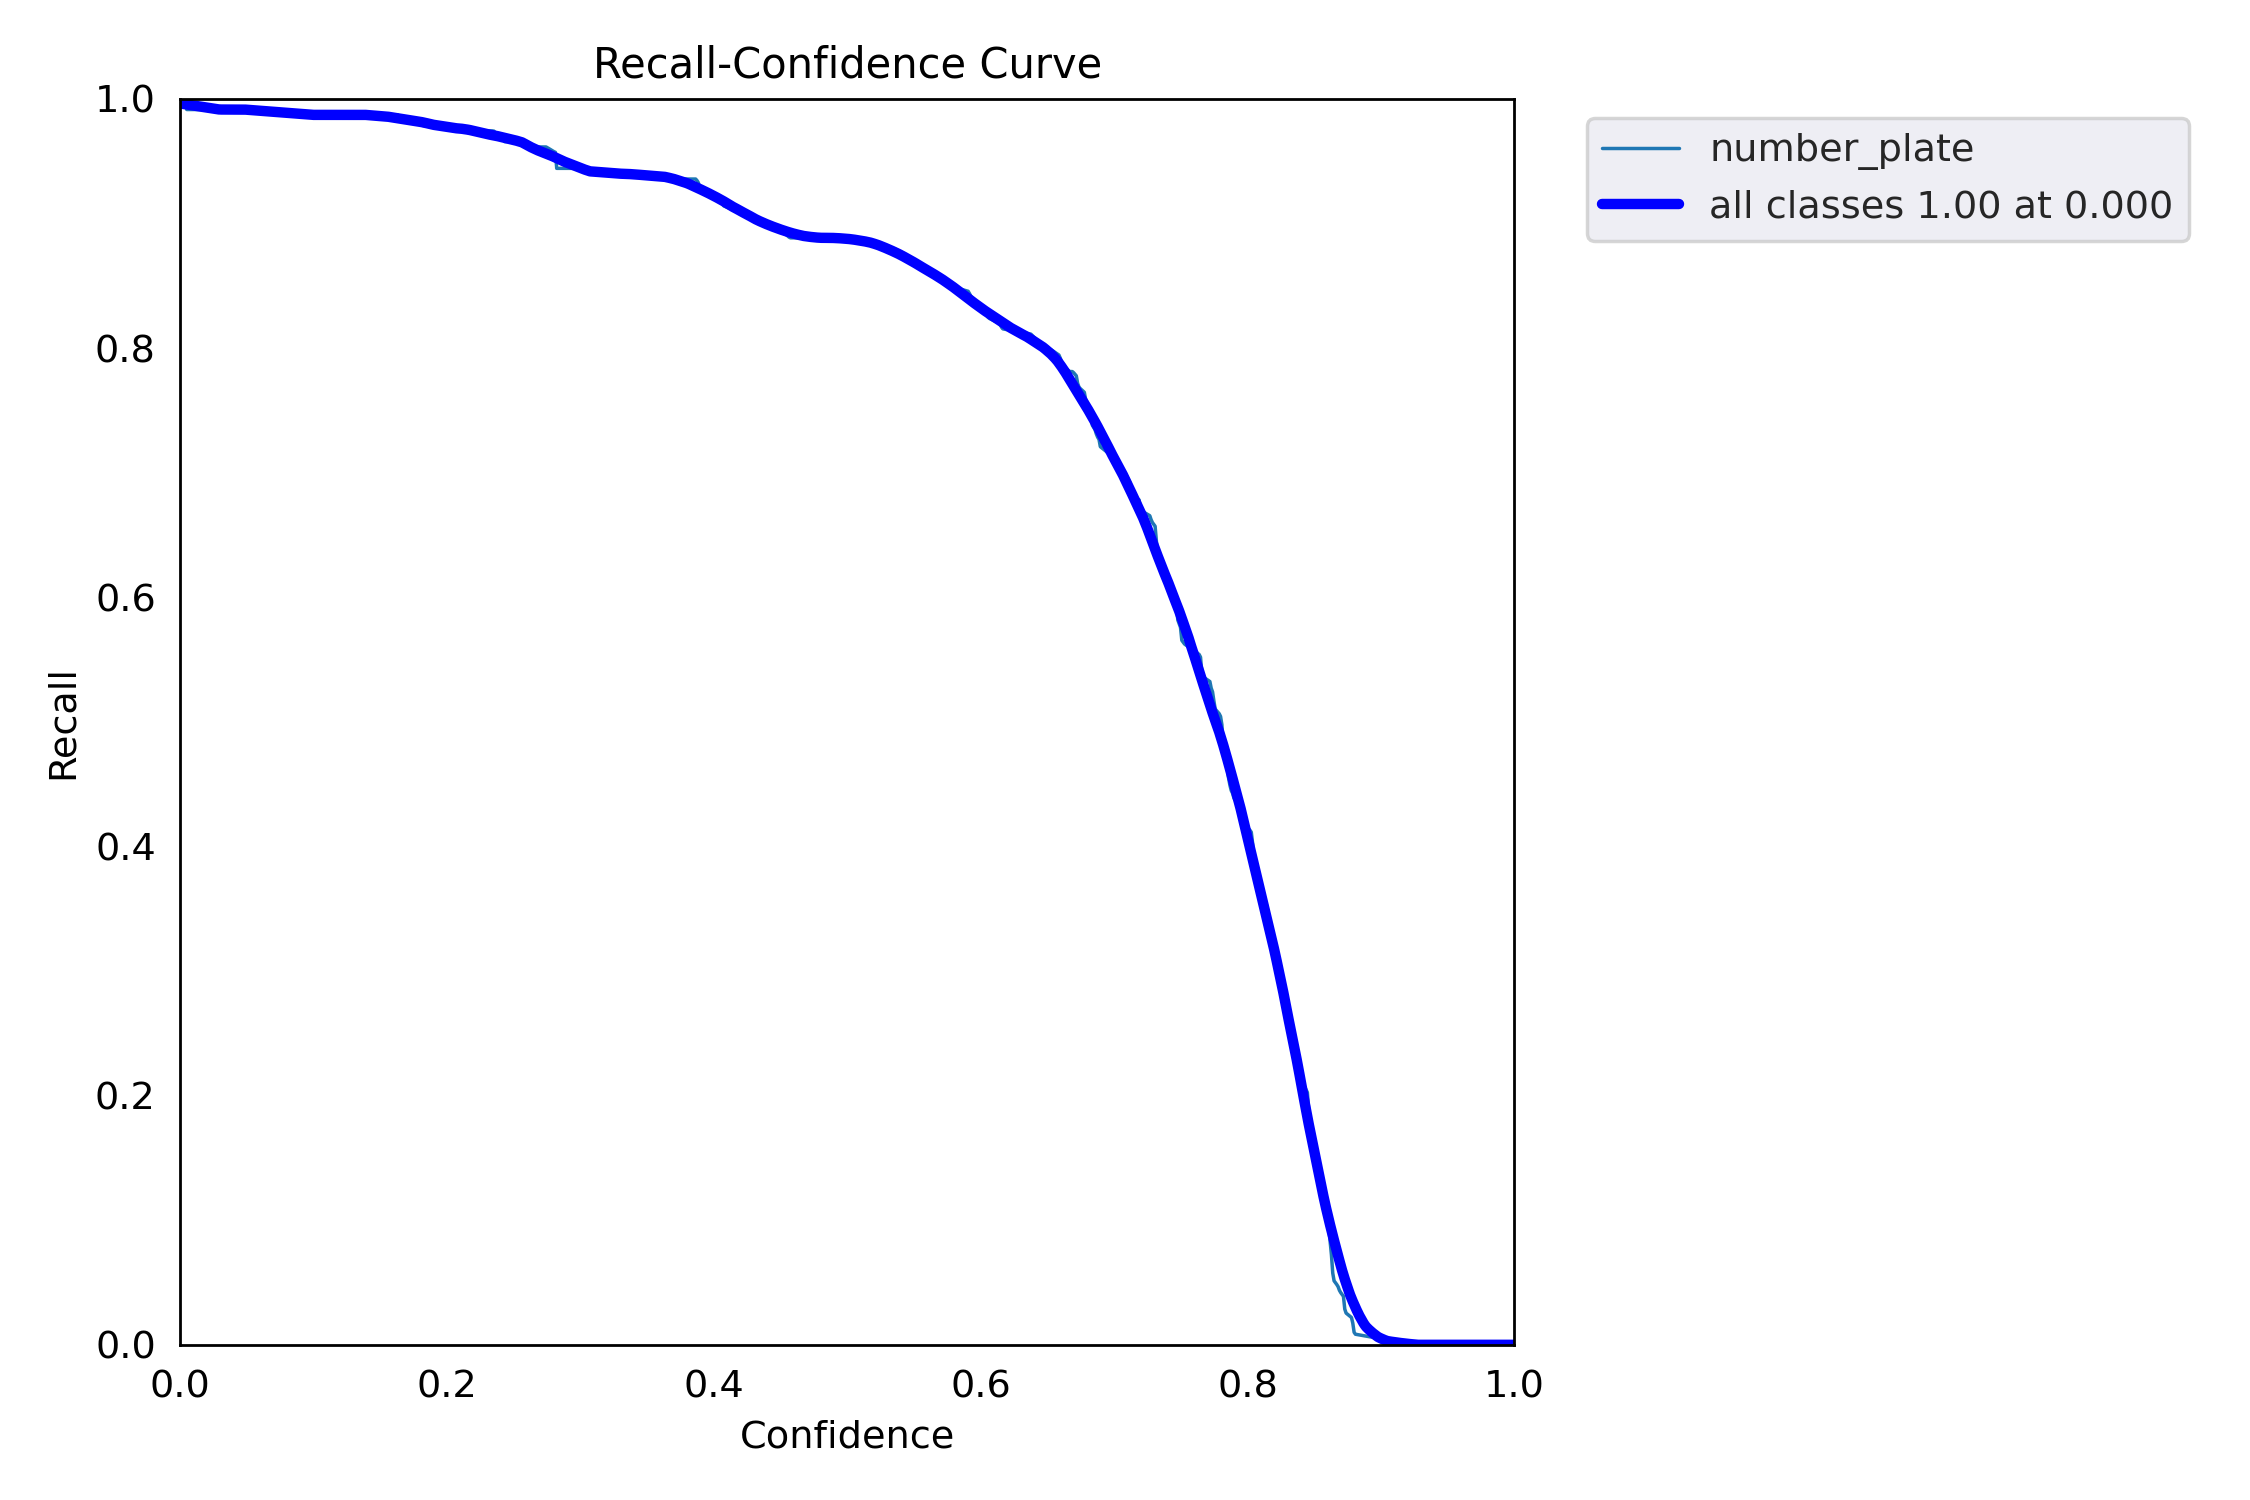 Recall-Confidence Curve
1.0
0.8
0.6
0.4
0.2
0.0
Recall
0.0 0.2 0.4 0.6 0.8 1.0
Confidence
number_plate
all classes 1.00 at 0.000